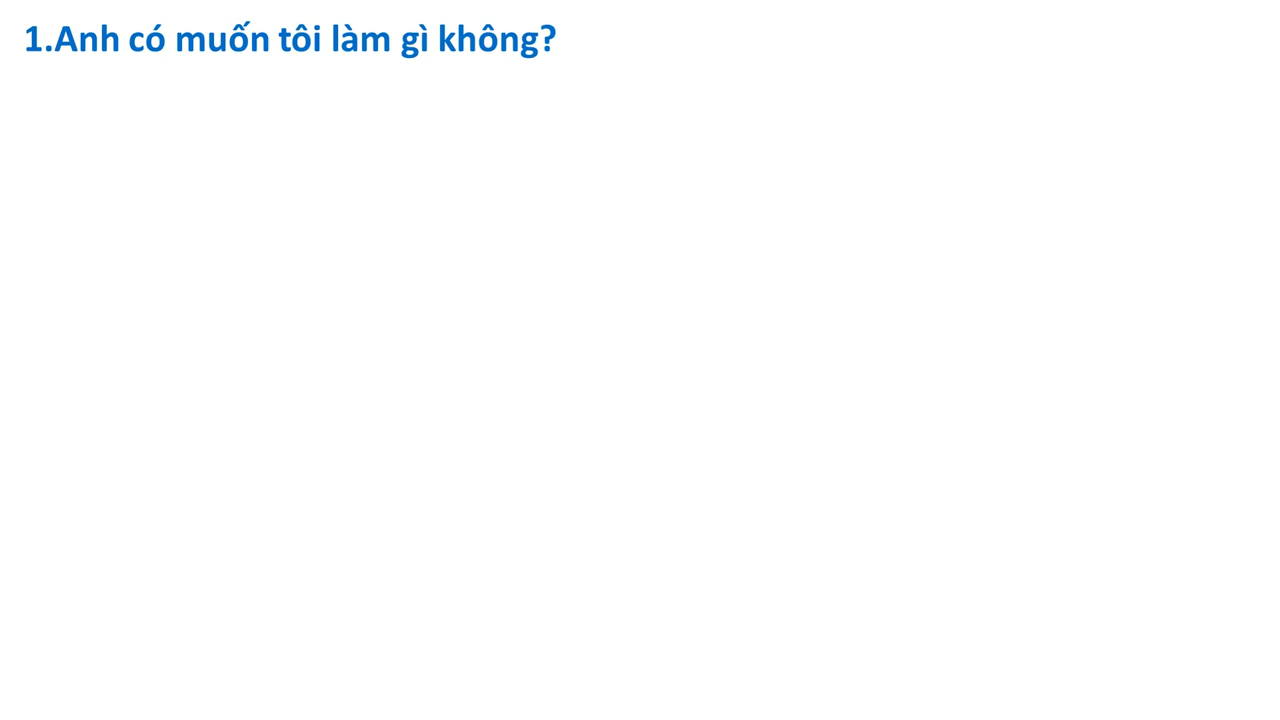 1.Anh có muốn tôi làm gì không?